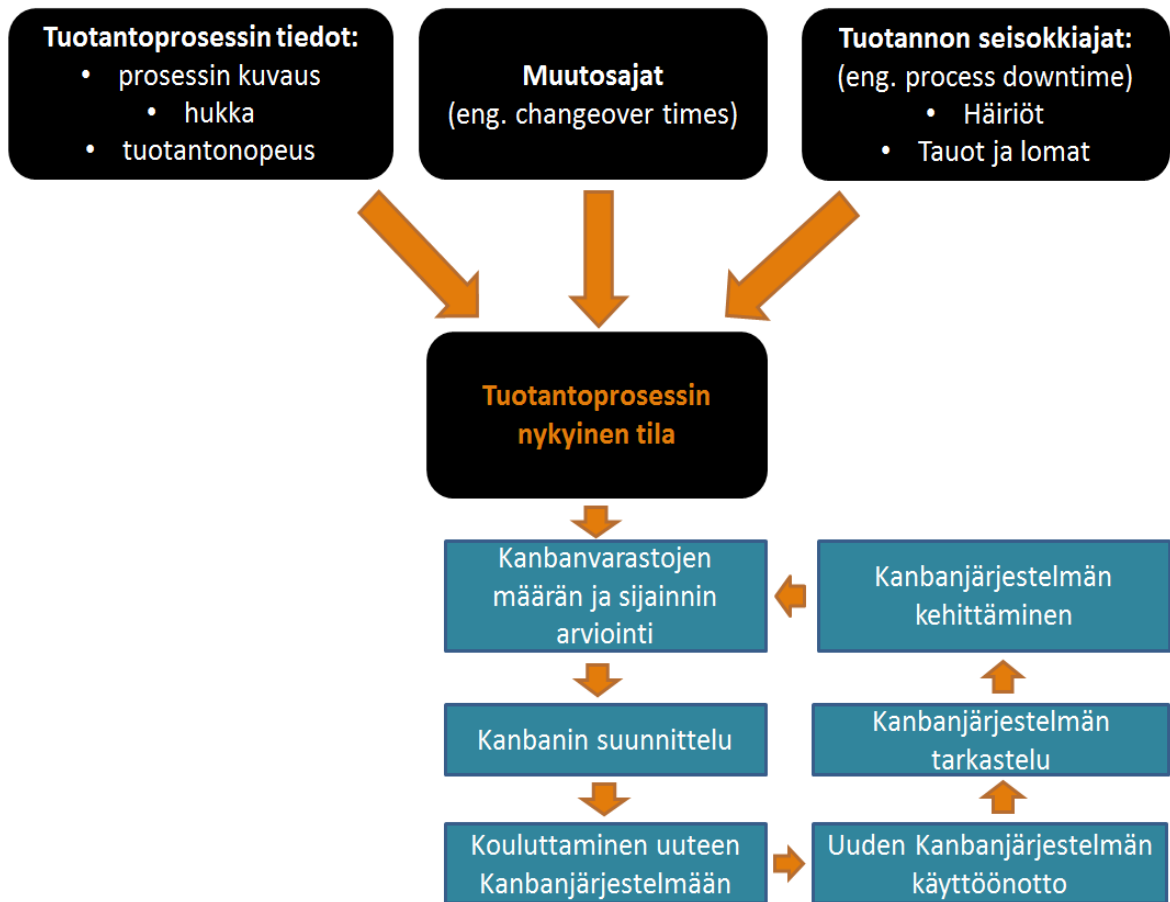 Tuotantoprosessin tiedot:
• prosessin kuvaus
• hukka
• tuotantonopeus
Muutosajat
(eng. changeover times)
Tuotannon seisokkiajat:
(eng. process downtime)
• Häiriöt
• Tauot ja lomat
Tuotantoprosessin
nykyinen tila
Kanbanvarastojen
määrän ja sijainnin
arviointi
Kanbanin suunnittelu
Kouluttaminen uuteen
Kanbanjärjestelmään
Uuden Kanbanjärjestelmän
käyttöönotto
Kanbanjärjestelmän
tarkastelu
Kanbanjärjestelmän
kehittäminen